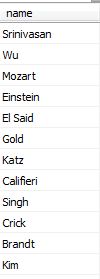 name
Srinivasan
Wu
Mozart
Einstein
El Said
Gold
Katz
Califieri
Singh
Crick
Brandt
Kim